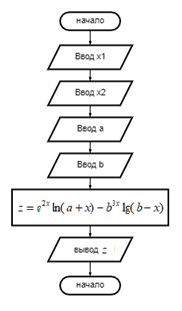 начало
Ввод x1
Ввод x2
Ввод a
Ввод b
z = e^{2x} ln(a + x) − b^{3x} lg(b − x)
вывод z
начало